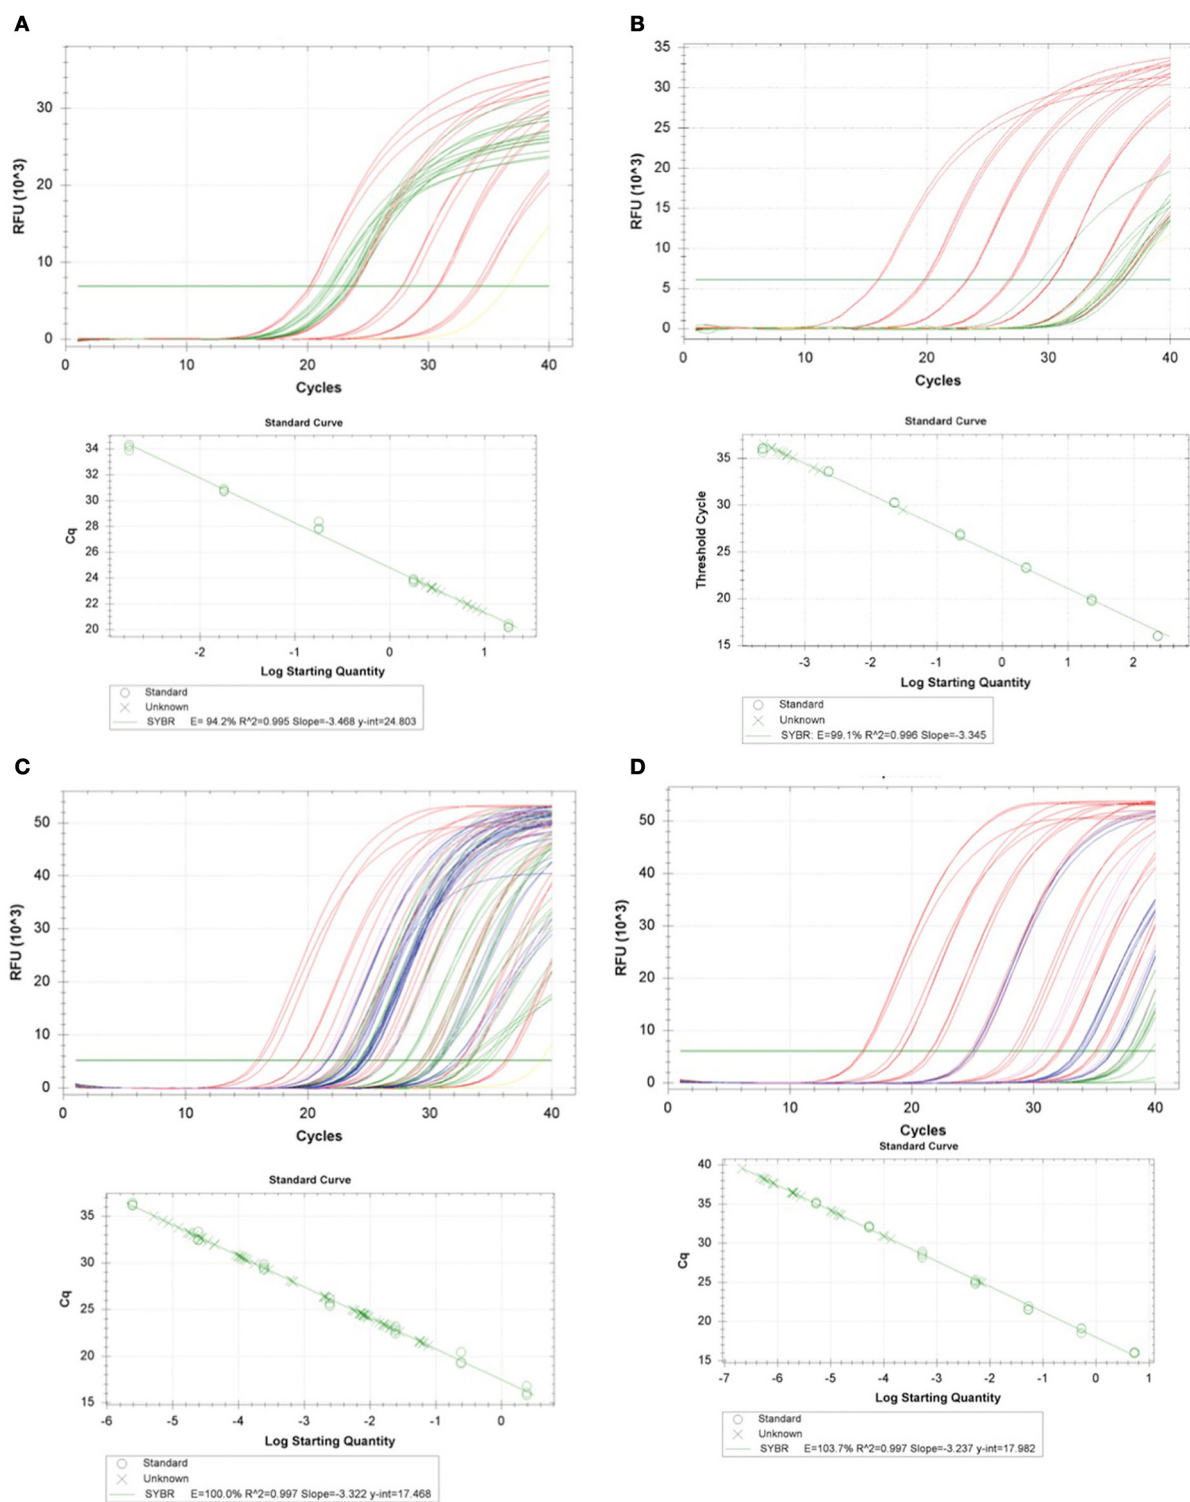 A
B
RFU (10^3)
30
20
10
0
0
10
20
30
40
Cycles
RFU (10^3)
35
30
25
20
15
10
5
0
0
10
20
30
40
Cycles
Standard Curve
Cq
34
32
30
28
26
24
22
20
-2
-1
0
1
Log Starting Quantity
Standard
Unknown
SYBR E= 94.2% R^2=0.995 Slope=-3.468 y-int=24.803
Standard Curve
Threshold Cycle
35
30
25
20
15
-3
-2
-1
0
1
2
Log Starting Quantity
Standard
Unknown
SYBR: E=99.1% R^2=0.996 Slope=-3.345
C
D
RFU (10^3)
50
40
30
20
10
0
0
10
20
30
40
Cycles
RFU (10^3)
50
40
30
20
10
0
0
10
20
30
40
Cycles
Standard Curve
Cq
35
30
25
20
15
-6
-5
-4
-3
-2
-1
0
Log Starting Quantity
Standard
Unknown
SYBR E=100.0% R^2=0.997 Slope=-3.322 y-int=17.468
Standard Curve
Cq
40
35
30
25
20
15
-7
-6
-5
-4
-3
-2
-1
0
1
Log Starting Quantity
Standard
Unknown
SYBR E=103.7% R^2=0.997 Slope=-3.237 y-int=17.982